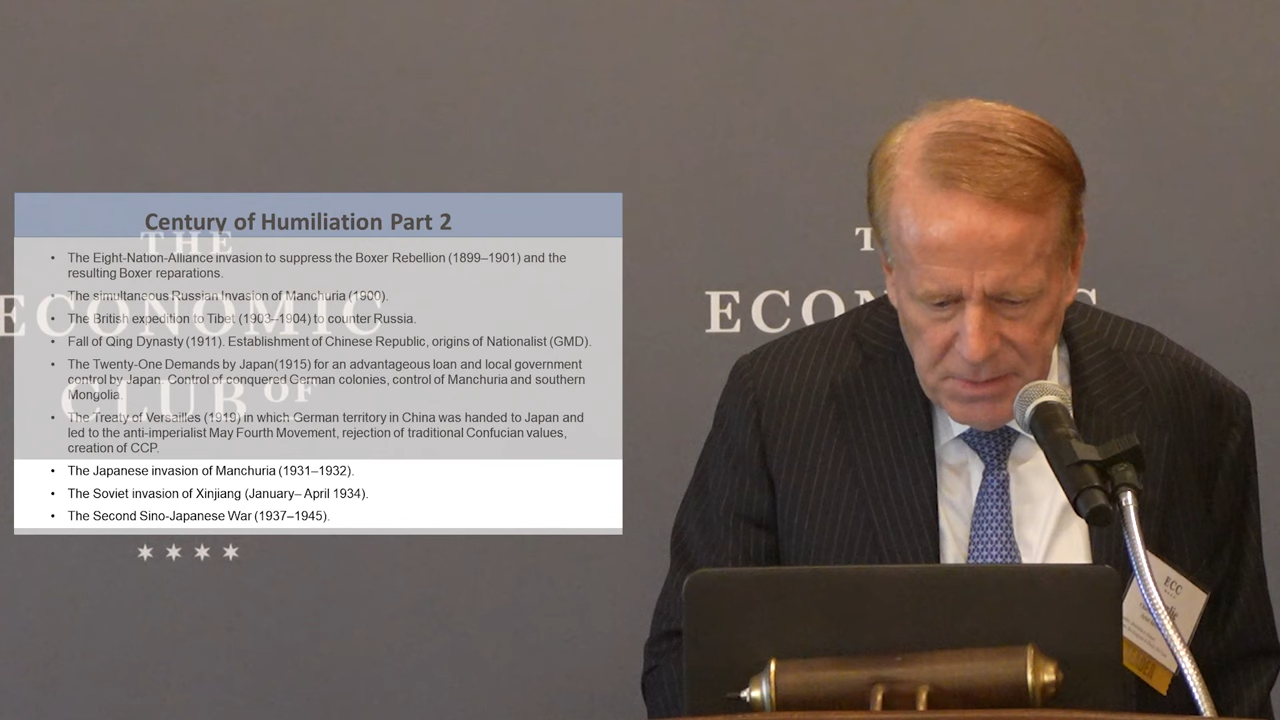 Century of Humiliation Part 2
• The Eight-Nation-Alliance invasion to suppress the Boxer Rebellion (1899–1901) and the
resulting Boxer reparations.
• The simultaneous Russian Invasion of Manchuria (1900).
• The British expedition to Tibet (1903–1904) to counter Russia.
• Fall of Qing Dynasty (1911). Establishment of Chinese Republic, origins of Nationalist (GMD).
• The Twenty-One Demands by Japan(1915) for an advantageous loan and local government
control by Japan. Control of conquered German colonies, control of Manchuria and southern
Mongolia.
• The Treaty of Versailles (1919) in which German territory in China was handed to Japan and
led to the anti-imperialist May Fourth Movement, rejection of traditional Confucian values,
creation of CCP.
• The Japanese invasion of Manchuria (1931–1932).
• The Soviet invasion of Xinjiang (January– April 1934).
• The Second Sino-Japanese War (1937–1945).
THE
ECONOMIC
CLUB OF
T
ECONOMIC
ECC